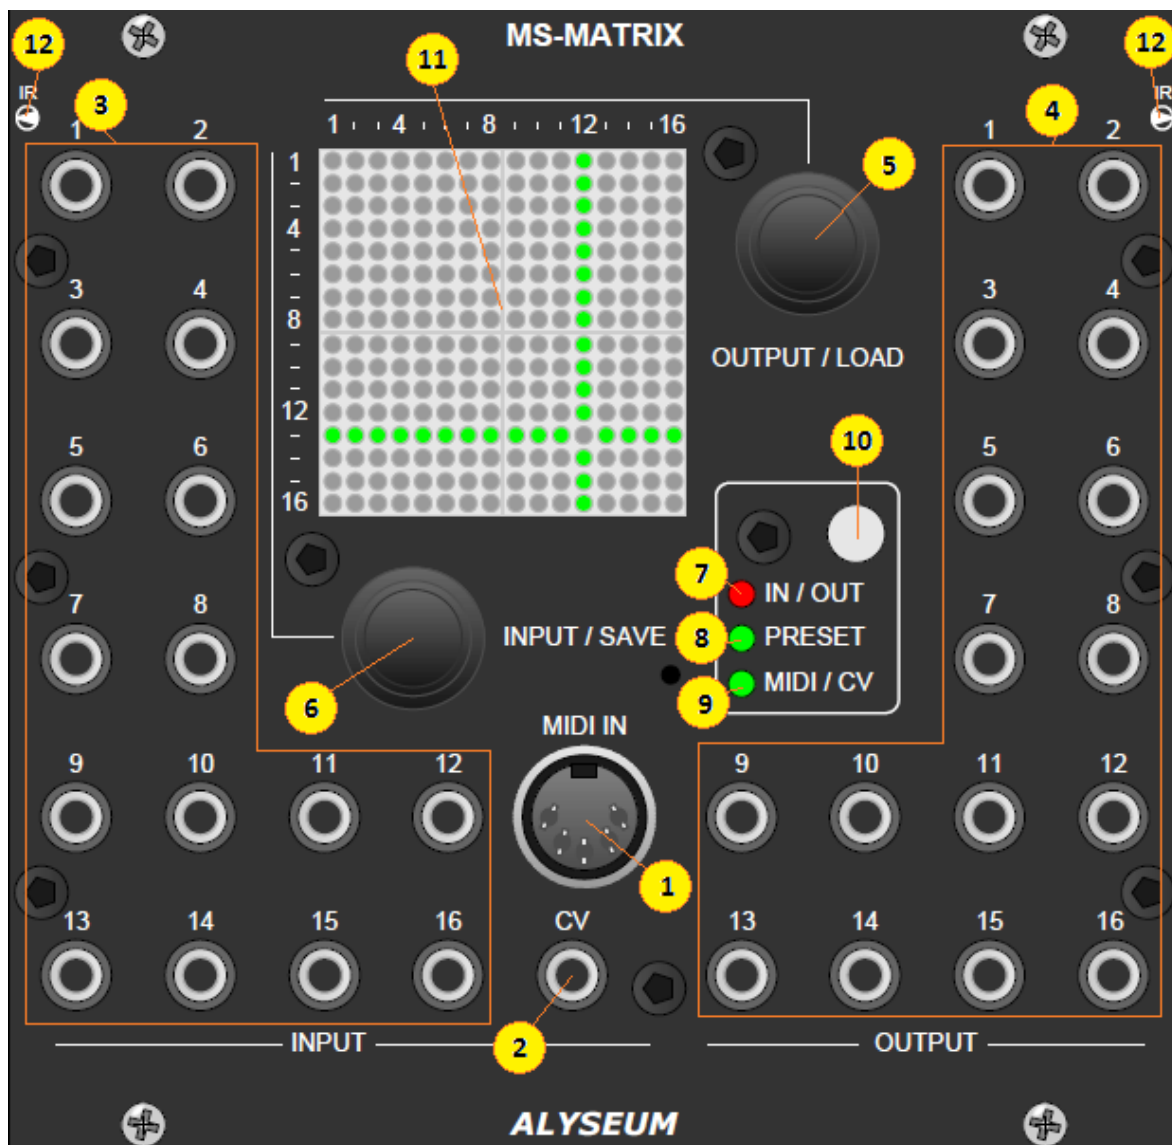 MS-MATRIX
12 11 12
IR IR
3 4
1 2 1 4 8 12 16 1 2
1
5
4
3 4 3 4
8
OUTPUT / LOAD
12
5 6 10 5 6
16
7 IN / OUT
7 8 INPUT / SAVE 8 PRESET 7 8
9 MIDI / CV
6
MIDI IN
9 10 11 12 9 10 11 12
1
13 14 15 16 CV 13 14 15 16
2
INPUT OUTPUT
ALYSEUM